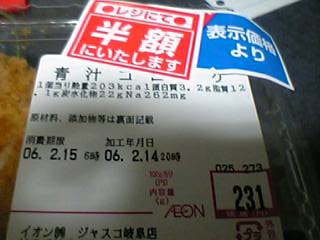 レジにて
半額
にいたします
表示価格
より
青汁コロッケ
1個当り熱量203kcal蛋白質3.2g脂質12
.1g炭水化物22gNa262mg
原材料、添加物等は裏面記載
消費期限 加工年月日
06. 2.15 6時 06. 2.14 20時
025 273
100g当り
(円)
内容量
(g)
231
AEON
イオン㈱ ジャスコ岐阜店